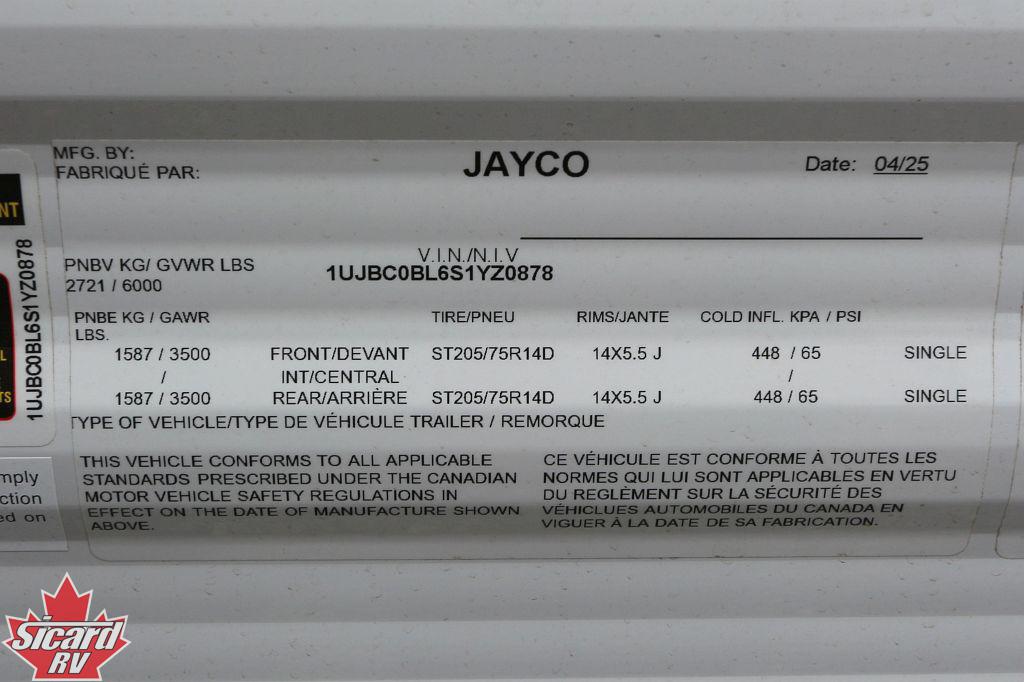 MFG. BY:
FABRIQUÉ PAR:
JAYCO
Date: 04/25
NT
1UJBC0BL6S1YZ0878
V.I.N./N.I.V
1UJBC0BL6S1YZ0878
PNBV KG/ GVWR LBS
2721 / 6000
PNBE KG / GAWR
LBS.
TIRE/PNEU RIMS/JANTE COLD INFL. KPA / PSI
1587 / 3500 FRONT/DEVANT ST205/75R14D 14X5.5 J 448 / 65 SINGLE
/ INT/CENTRAL /
1587 / 3500 REAR/ARRIÈRE ST205/75R14D 14X5.5 J 448 / 65 SINGLE
TYPE OF VEHICLE/TYPE DE VÉHICULE TRAILER / REMORQUE
THIS VEHICLE CONFORMS TO ALL APPLICABLE
STANDARDS PRESCRIBED UNDER THE CANADIAN
MOTOR VEHICLE SAFETY REGULATIONS IN
EFFECT ON THE DATE OF MANUFACTURE SHOWN
ABOVE.
CE VÉHICULE EST CONFORME À TOUTES LES
NORMES QUI LUI SONT APPLICABLES EN VERTU
DU REGLÈMENT SUR LA SÉCURITÉ DES
VÉHCLUES AUTOMOBILES DU CANADA EN
VIGUER À LA DATE DE SA FABRICATION.
L
TS
mply
ction
ed on
Sicard
RV